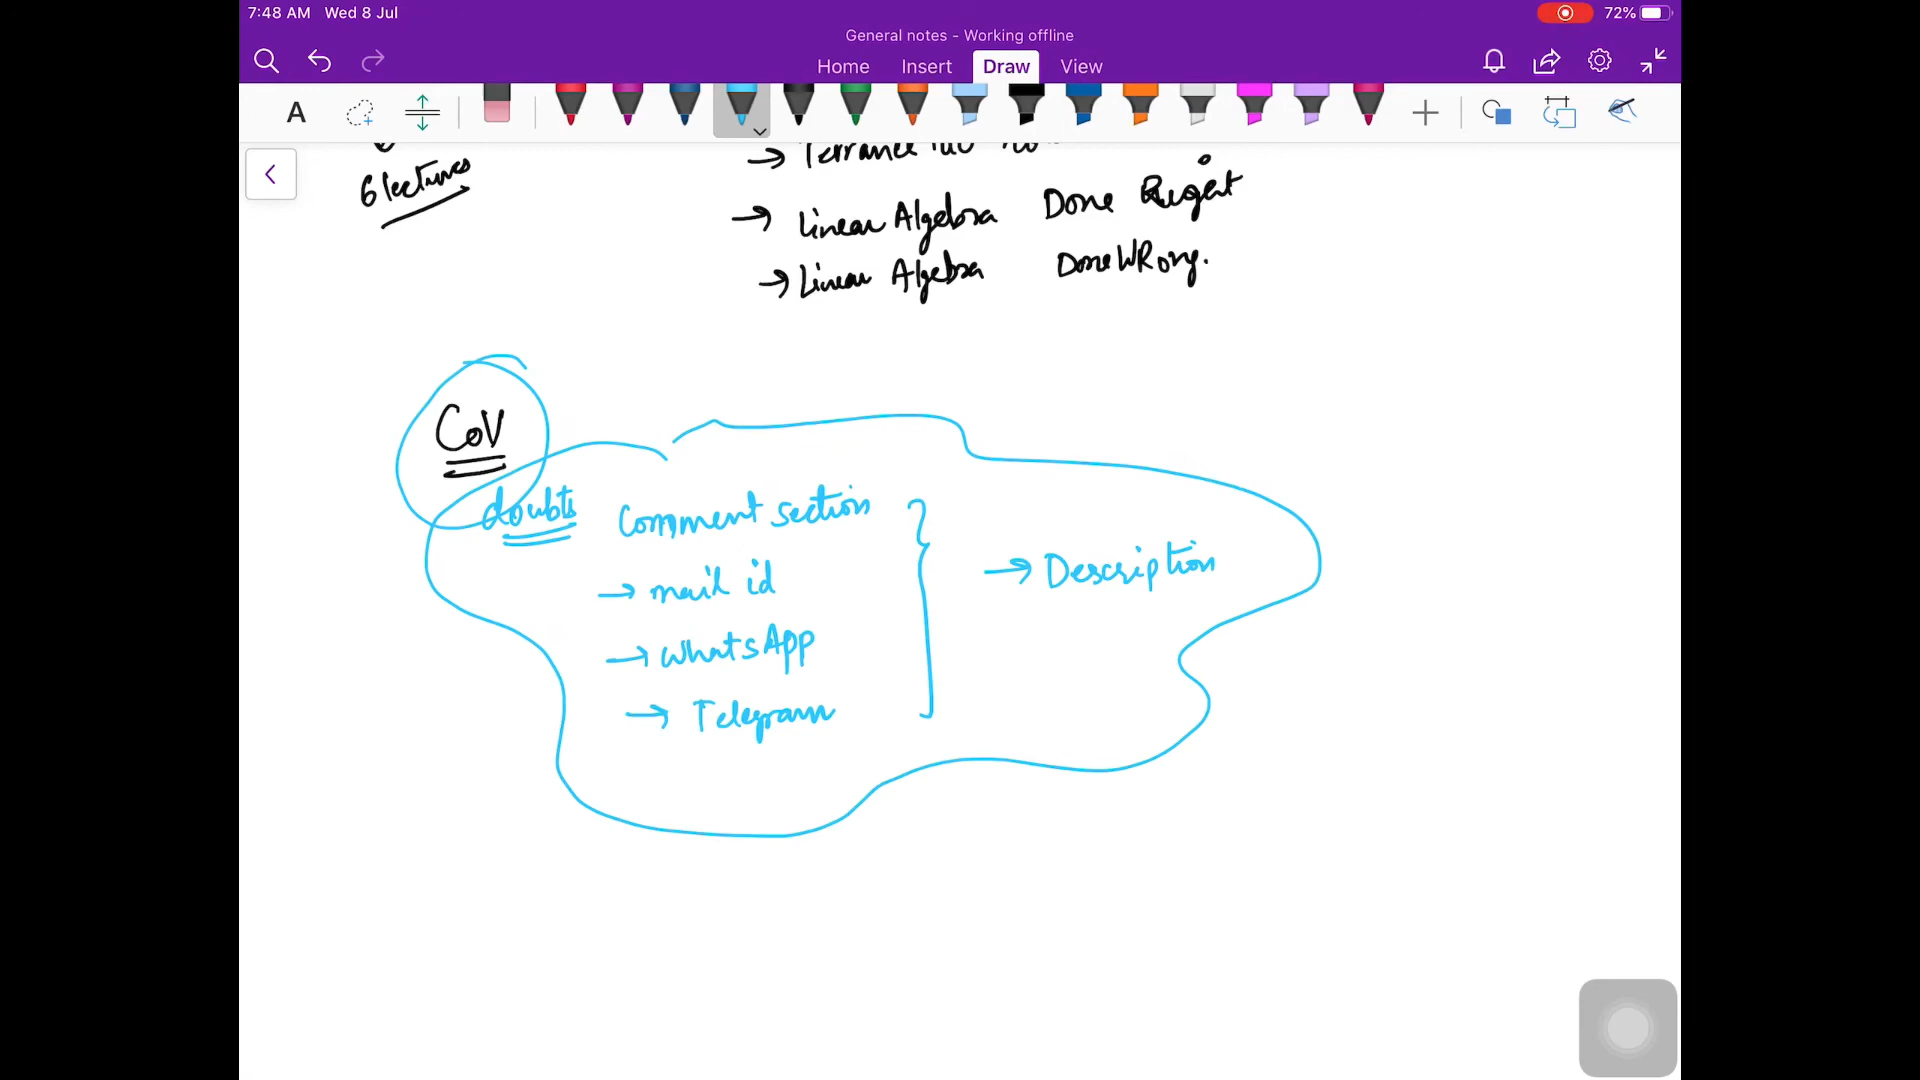 7:48 AM Wed 8 Jul 72%
General notes - Working offline
Home Insert Draw View
A
6 lectures
→ Linear Algebra Done Right
→ Linear Algebra Done WRong.
CoV
doubts Comment section
→ mail id
→ WhatsApp
→ Telegram
→ Description